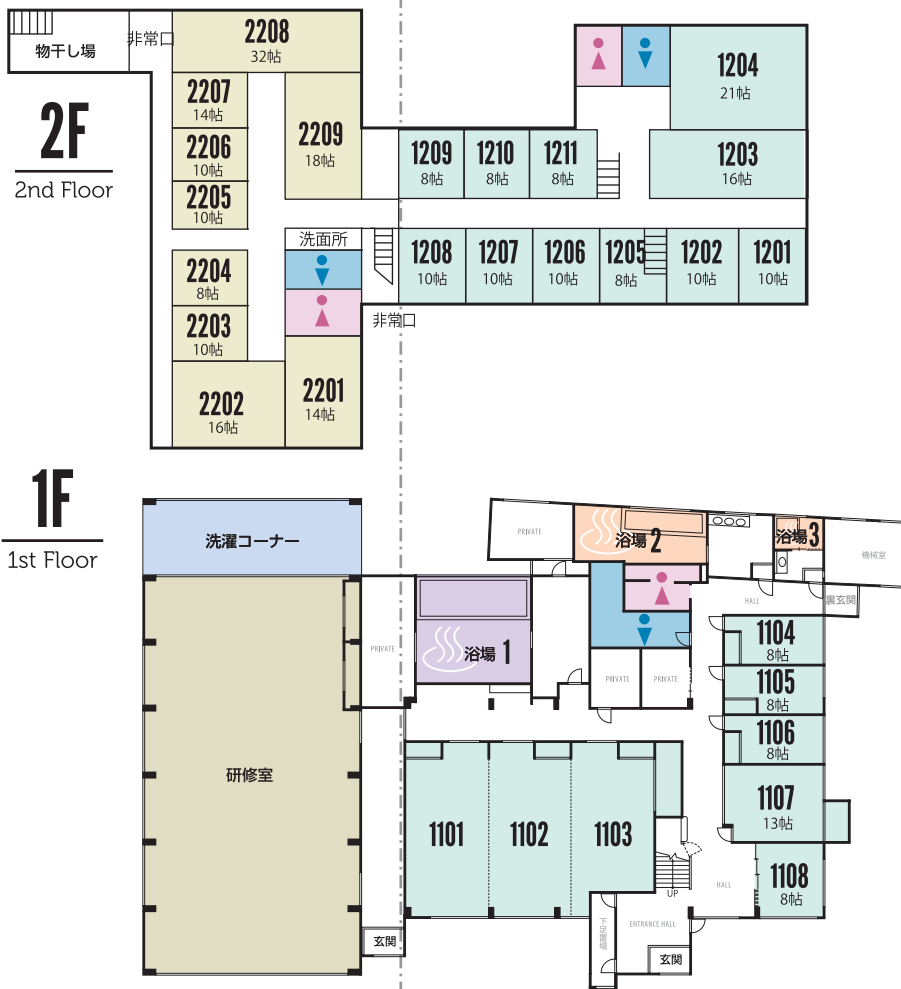 2F
2nd Floor
物干し場
非常口
2208
32帖
2207
14帖
2206
10帖
2205
10帖
2209
18帖
洗面所
2204
8帖
2203
10帖
2202
16帖
2201
14帖
非常口
1204
21帖
1203
16帖
1209
8帖
1210
8帖
1211
8帖
1208
10帖
1207
10帖
1206
10帖
1205
8帖
1202
10帖
1201
10帖
1F
1st Floor
洗濯コーナー
研修室
PRIVATE
浴場 1
PRIVATE
浴場 2
浴場 3
機械室
HALL
裏玄関
PRIVATE
PRIVATE
1104
8帖
1105
8帖
1106
8帖
1107
13帖
1108
8帖
1101
1102
1103
UP
HALL
ENTRANCE HALL
玄関
玄関